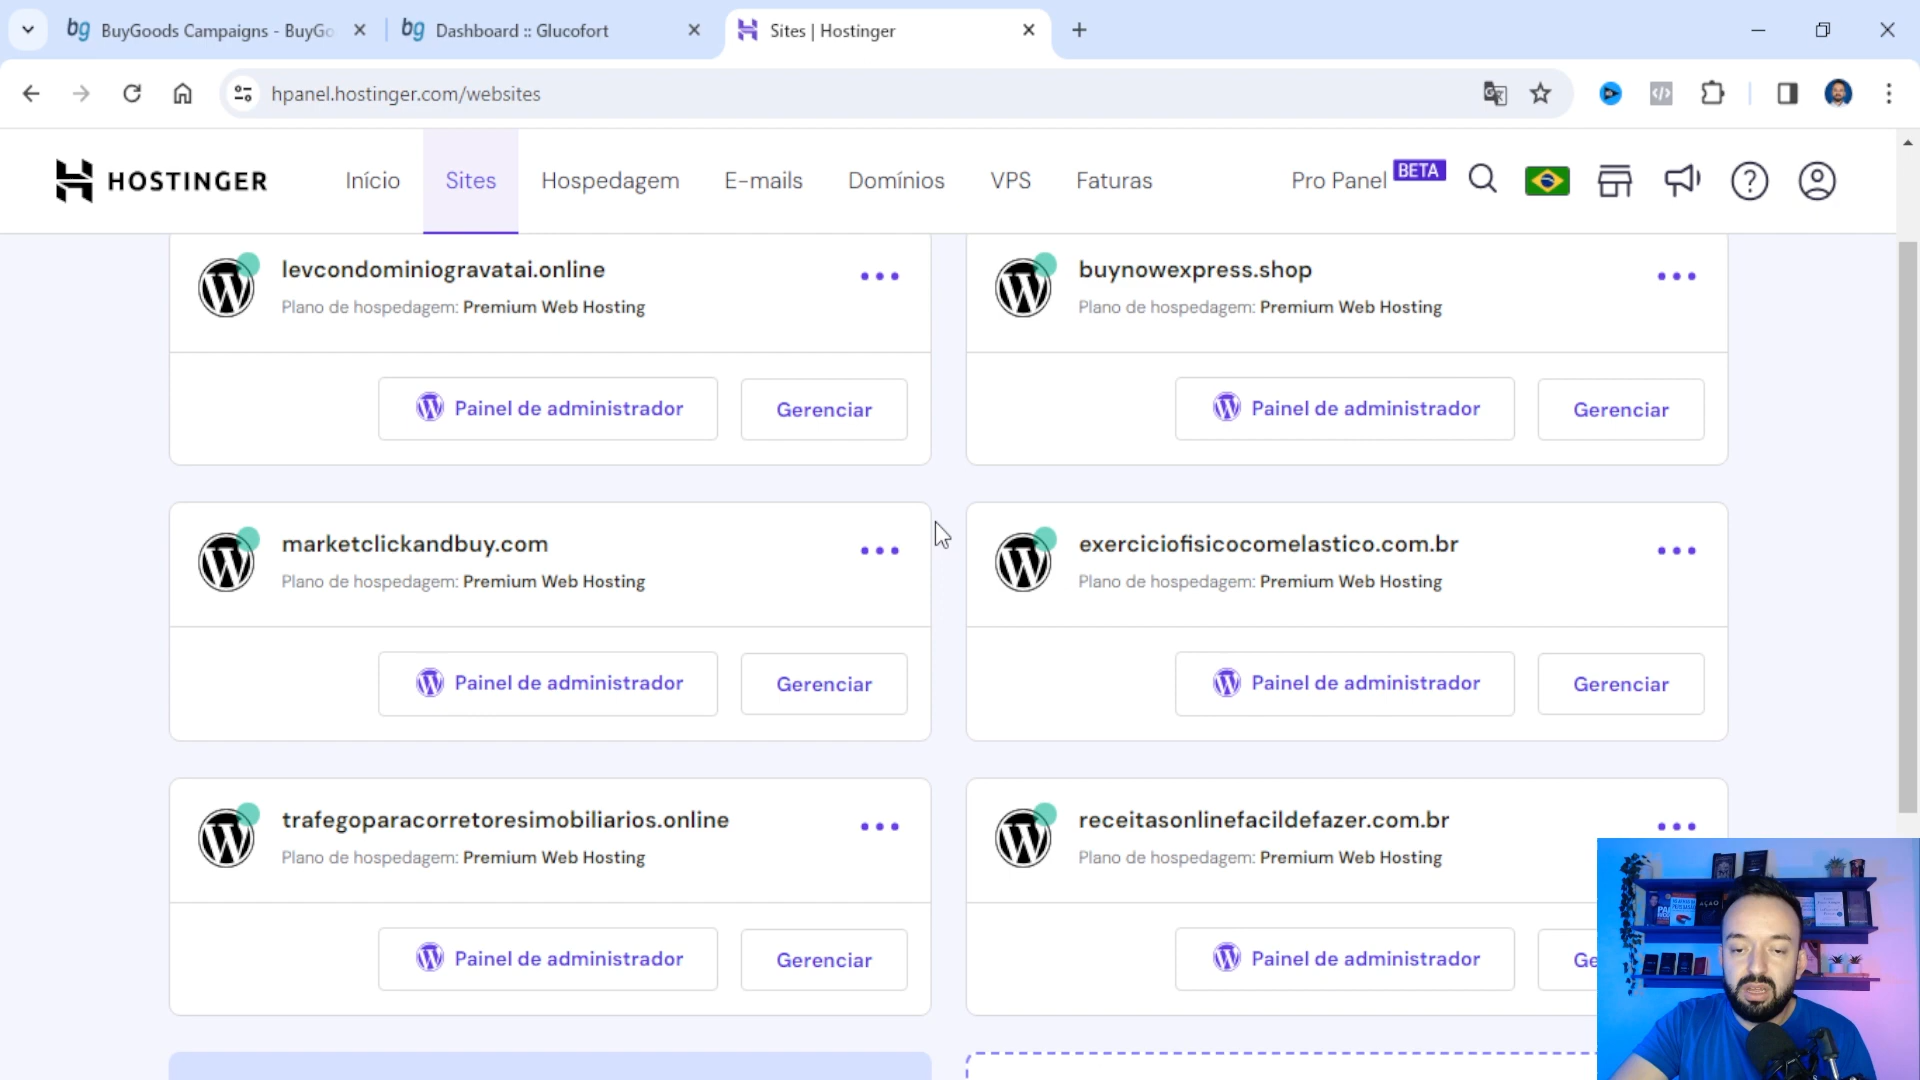 bg BuyGoods Campaigns - BuyGo
bg Dashboard :: Glucofort
Sites | Hostinger
hpanel.hostinger.com/websites
HOSTINGER
Início
Sites
Hospedagem
E-mails
Domínios
VPS
Faturas
Pro Panel BETA
levcondominiogravatai.online
Plano de hospedagem: Premium Web Hosting
Painel de administrador
Gerenciar
buynowexpress.shop
Plano de hospedagem: Premium Web Hosting
Painel de administrador
Gerenciar
marketclickandbuy.com
Plano de hospedagem: Premium Web Hosting
Painel de administrador
Gerenciar
exerciciofisicocomelastico.com.br
Plano de hospedagem: Premium Web Hosting
Painel de administrador
Gerenciar
trafegoparacorretoresimobiliarios.online
Plano de hospedagem: Premium Web Hosting
Painel de administrador
Gerenciar
receitasonlinefacildefazer.com.br
Plano de hospedagem: Premium Web Hosting
Painel de administrador
Ge